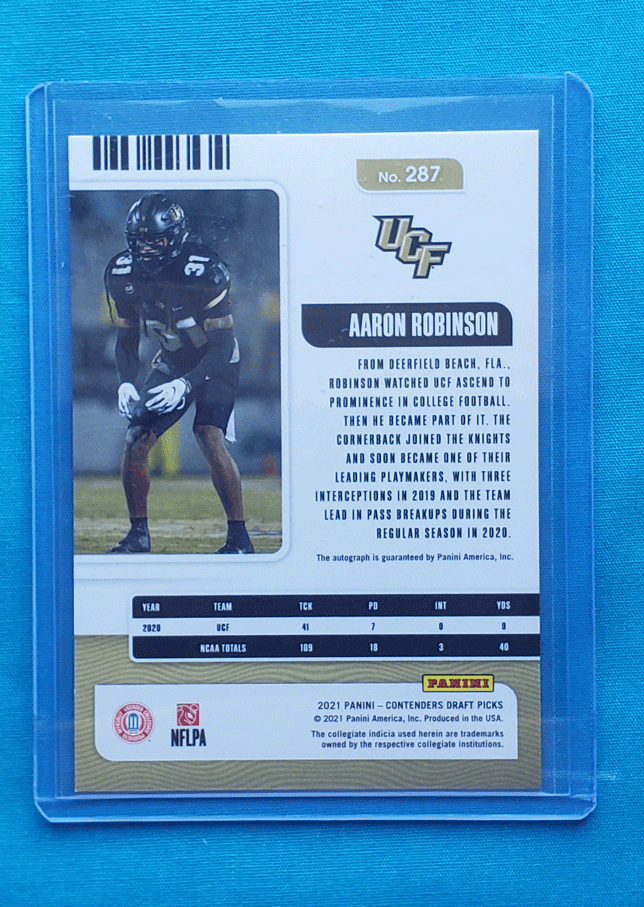 No. 287
UCF
31
31
AARON ROBINSON
FROM DEERFIELD BEACH, FLA.,
ROBINSON WATCHED UCF ASCEND TO
PROMINENCE IN COLLEGE FOOTBALL.
THEN HE BECAME PART OF IT. THE
CORNERBACK JOINED THE KNIGHTS
AND SOON BECAME ONE OF THEIR
LEADING PLAYMAKERS, WITH THREE
INTERCEPTIONS IN 2019 AND THE TEAM
LEAD IN PASS BREAKUPS DURING THE
REGULAR SEASON IN 2020.
The autograph is guaranteed by Panini America, Inc.
YEAR TEAM TCK PD INT YDS
2020 UCF 41 7 0 0
NCAA TOTALS 109 18 3 40
PANINI
2021 PANINI – CONTENDERS DRAFT PICKS
© 2021 Panini America, Inc. Produced in the USA.
The collegiate indicia used herein are trademarks
owned by the respective collegiate institutions.
NFLPA